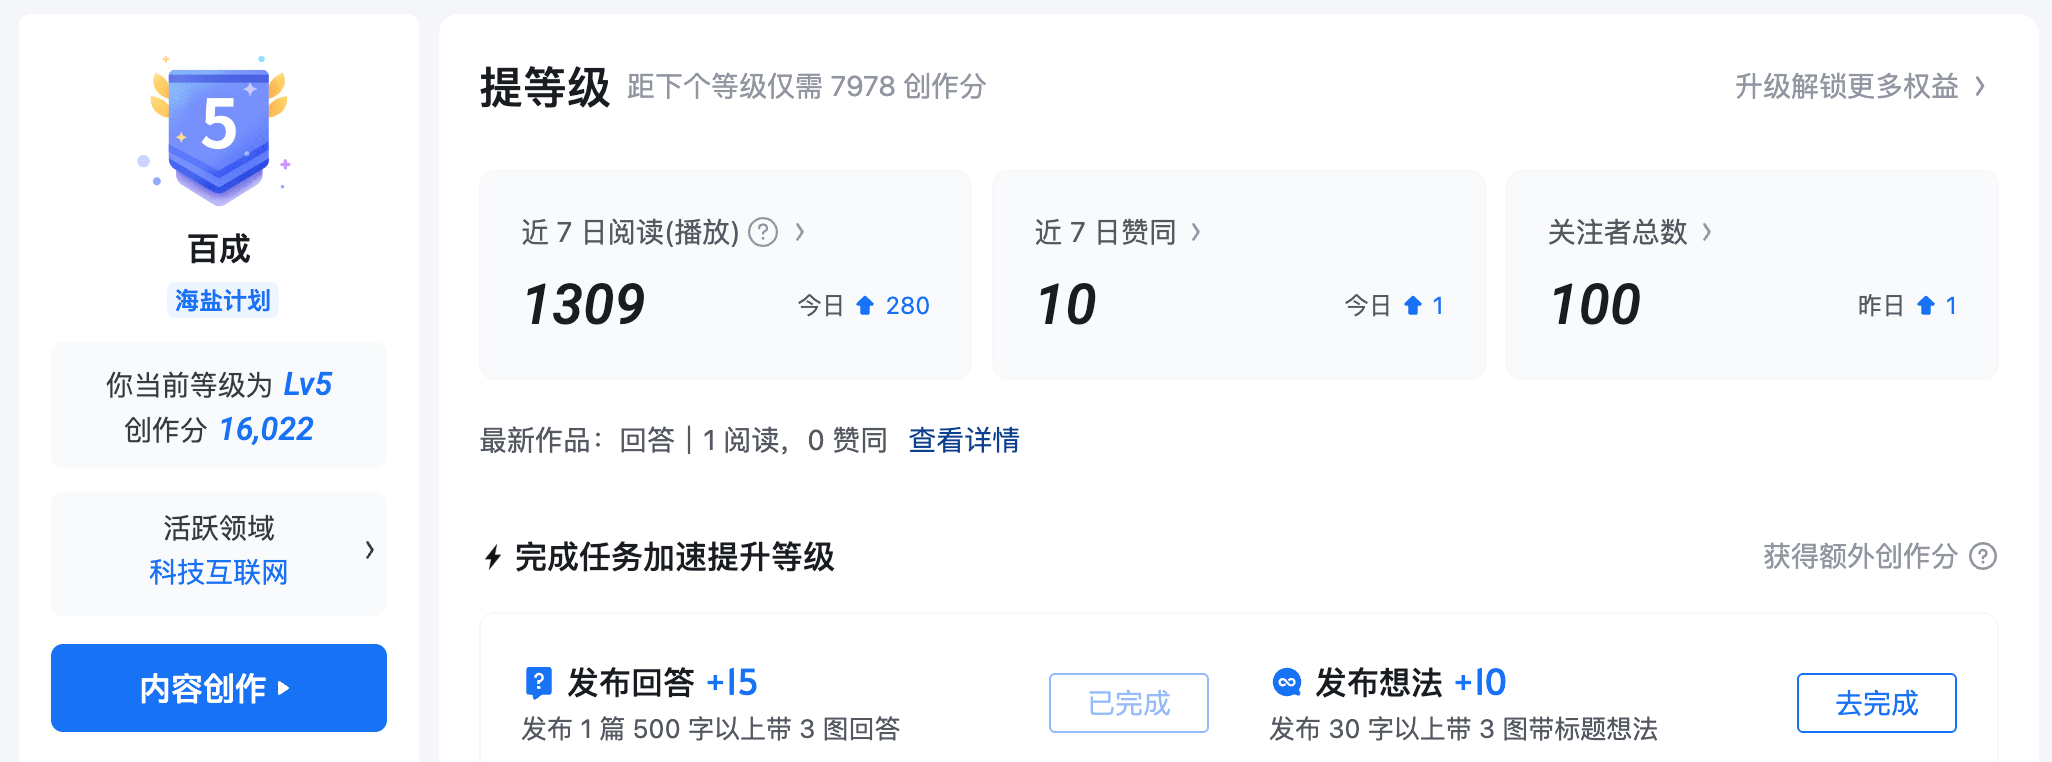 5
百成
海盐计划
你当前等级为 Lv5
创作分 16,022
活跃领域
科技互联网
内容创作
提等级 距下个等级仅需 7978 创作分
升级解锁更多权益
近 7 日阅读(播放)
1309 今日 280
近 7 日赞同
10 今日 1
关注者总数
100 昨日 1
最新作品：回答 | 1 阅读，0 赞同 查看详情
完成任务加速提升等级
获得额外创作分
发布回答 +15
发布 1 篇 500 字以上带 3 图回答
已完成
发布想法 +10
发布 30 字以上带 3 图带标题想法
去完成